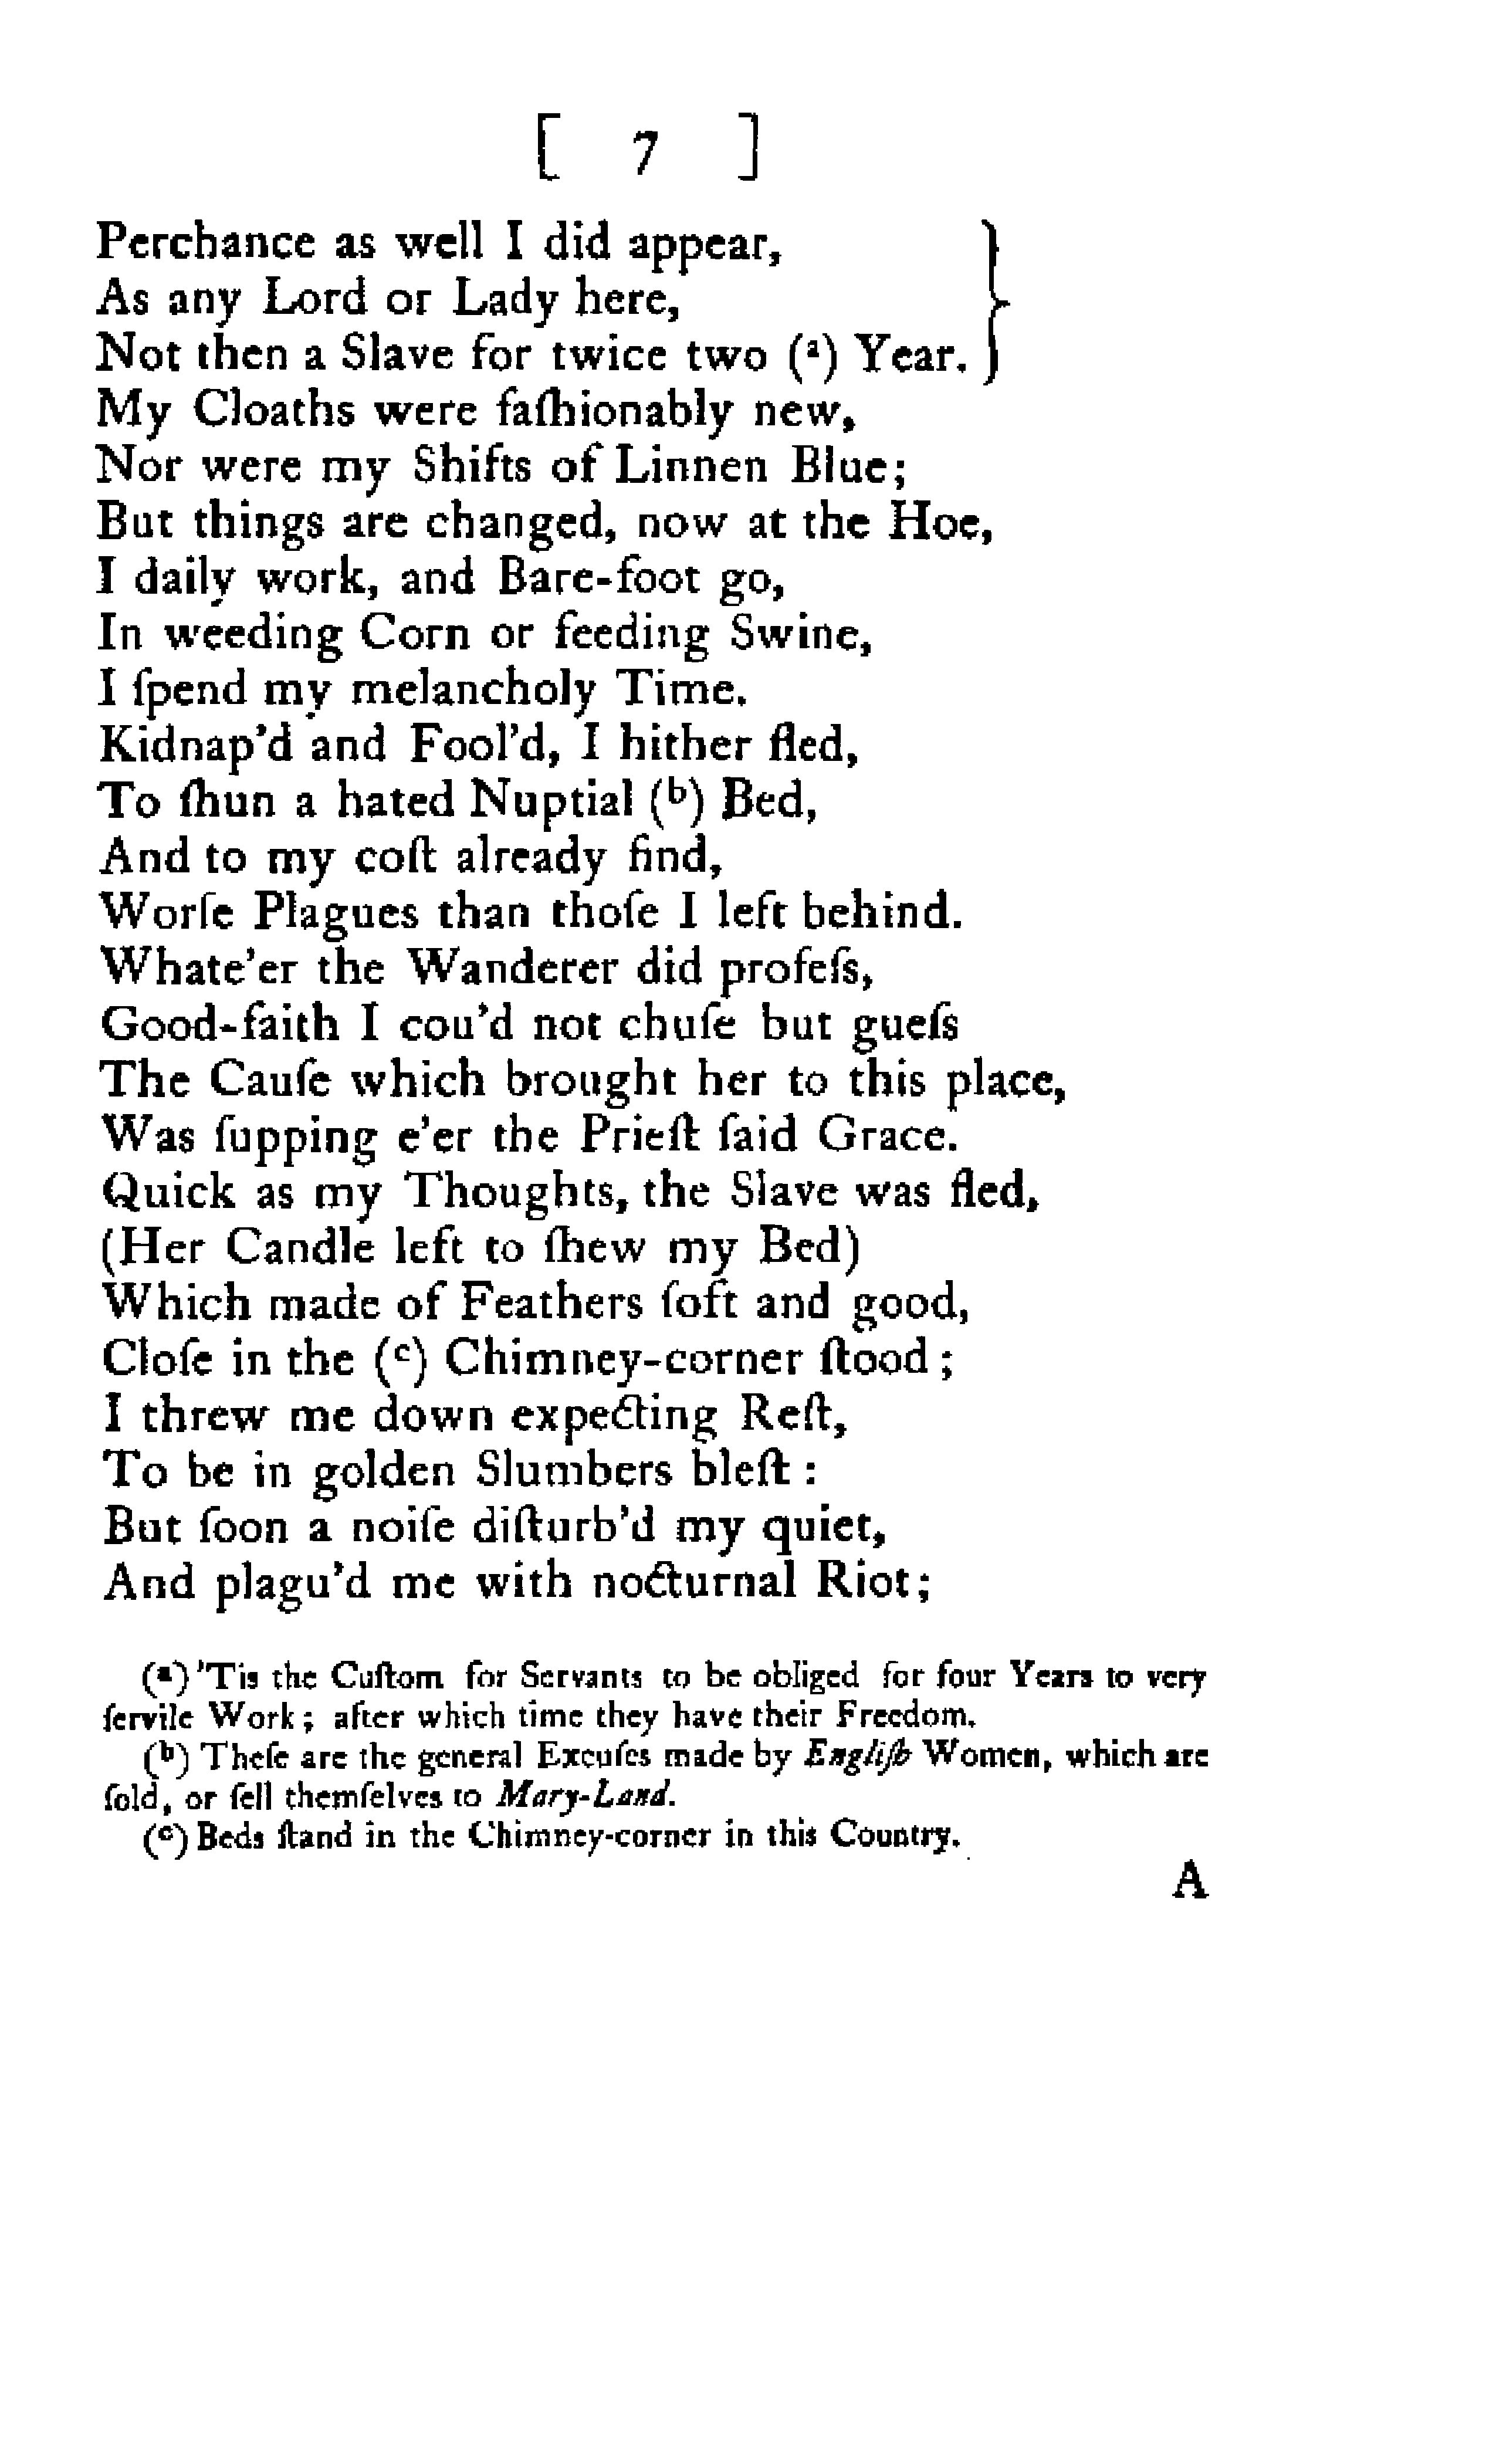 [ 7 ]
Perchance as well I did appear,
As any Lord or Lady here,
Not then a Slave for twice two (ᵃ) Year.
My Cloaths were faſhionably new,
Nor were my Shifts of Linnen Blue;
But things are changed, now at the Hoe,
I daily work, and Bare-foot go,
In weeding Corn or feeding Swine,
I ſpend my melancholy Time.
Kidnap'd and Fool'd, I hither fled,
To ſhun a hated Nuptial (ᵇ) Bed,
And to my coſt already find,
Worſe Plagues than thoſe I left behind.
Whate'er the Wanderer did profeſs,
Good-faith I cou'd not chuſe but gueſs
The Cauſe which brought her to this place,
Was ſupping e'er the Prieſt ſaid Grace.
Quick as my Thoughts, the Slave was fled,
(Her Candle left to ſhew my Bed)
Which made of Feathers ſoft and good,
Cloſe in the (ᶜ) Chimney-corner ſtood;
I threw me down expecting Reſt,
To be in golden Slumbers bleſt:
But ſoon a noiſe diſturb'd my quiet,
And plagu'd me with nocturnal Riot;
(ᵃ) 'Tis the Cuſtom for Servants to be obliged for four Years to very
ſervile Work; after which time they have their Freedom.
(ᵇ) Theſe are the general Excuſes made by Engliſh Women, which are
ſold, or ſell themſelves to Mary-Land.
(ᶜ) Beds ſtand in the Chimney-corner in this Country.
A